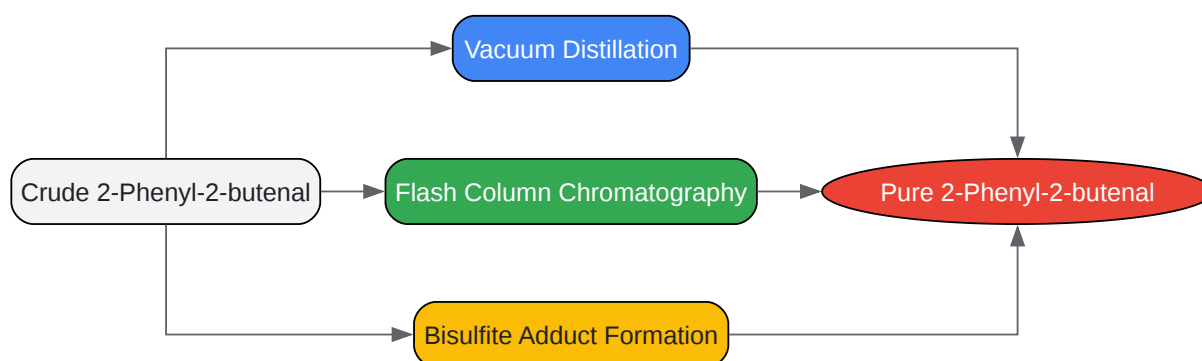 Vacuum Distillation
Crude 2-Phenyl-2-butenal
Flash Column Chromatography
Pure 2-Phenyl-2-butenal
Bisulfite Adduct Formation